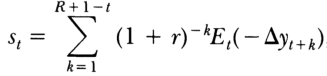 s_t = \sum_{k=1}^{R+1-t} (1 + r)^{-k} E_t(-\Delta y_{t+k})